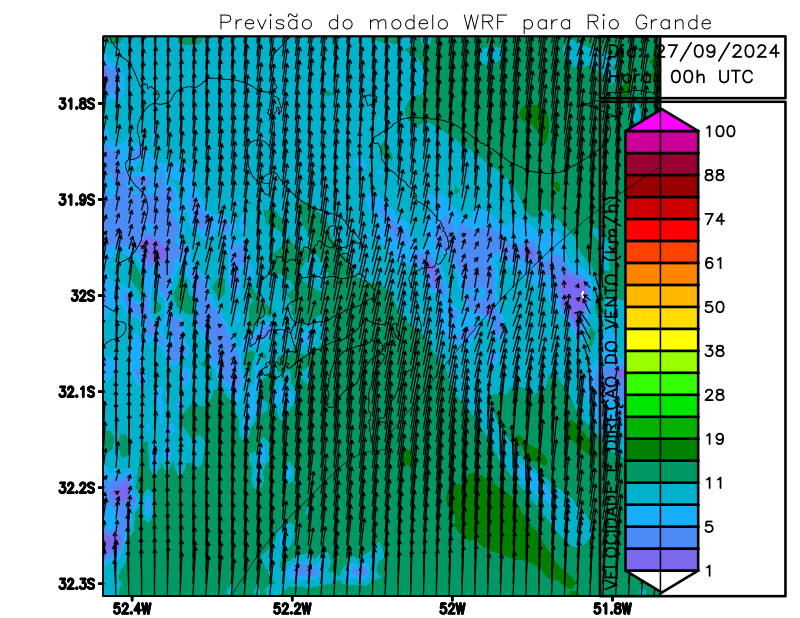 Previsão do modelo WRF para Rio Grande
Dia: 27/09/2024
Hora: 00h UTC
31.8S
31.9S
32S
32.1S
32.2S
32.3S
52.4W
52.2W
52W
51.8W
VELOCIDADE E DIREÇÃO DO VENTO (km/h)
100
88
74
61
50
38
28
19
11
5
1